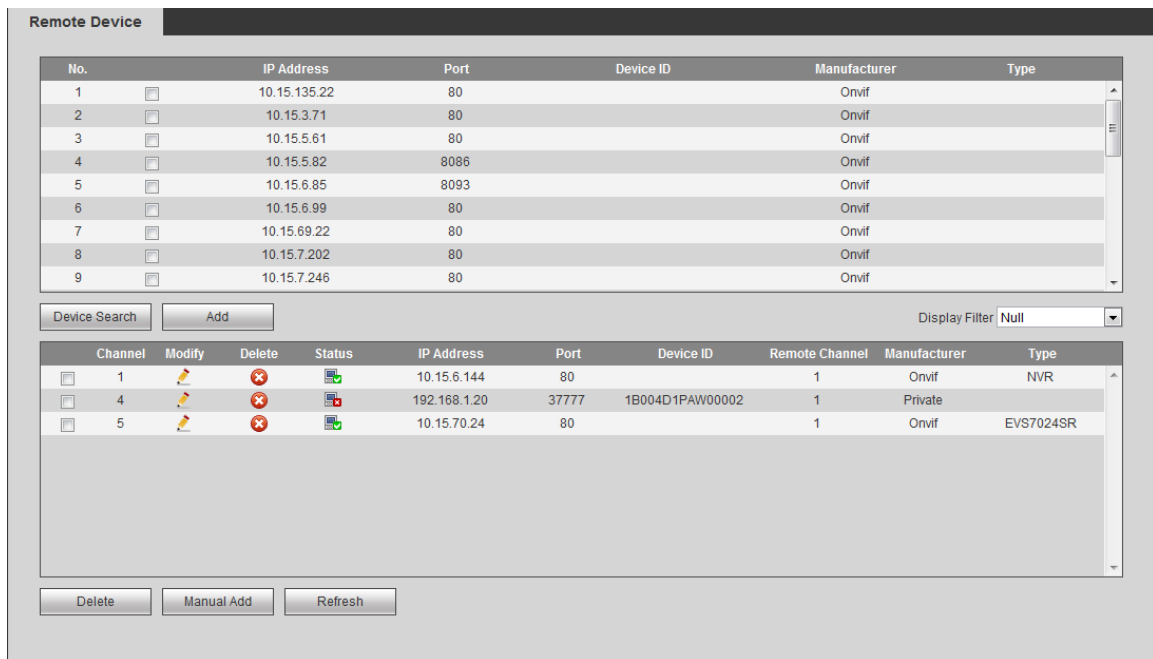 Remote Device
No. IP Address Port Device ID Manufacturer Type
1 10.15.135.22 80 Onvif
2 10.15.3.71 80 Onvif
3 10.15.5.61 80 Onvif
4 10.15.5.82 8086 Onvif
5 10.15.6.85 8093 Onvif
6 10.15.6.99 80 Onvif
7 10.15.69.22 80 Onvif
8 10.15.7.202 80 Onvif
9 10.15.7.246 80 Onvif
Device Search Add Display Filter Null
Channel Modify Delete Status IP Address Port Device ID Remote Channel Manufacturer Type
1 10.15.6.144 80 1 Onvif NVR
4 192.168.1.20 37777 1B004D1PAW00002 1 Private
5 10.15.70.24 80 1 Onvif EVS7024SR
Delete Manual Add Refresh